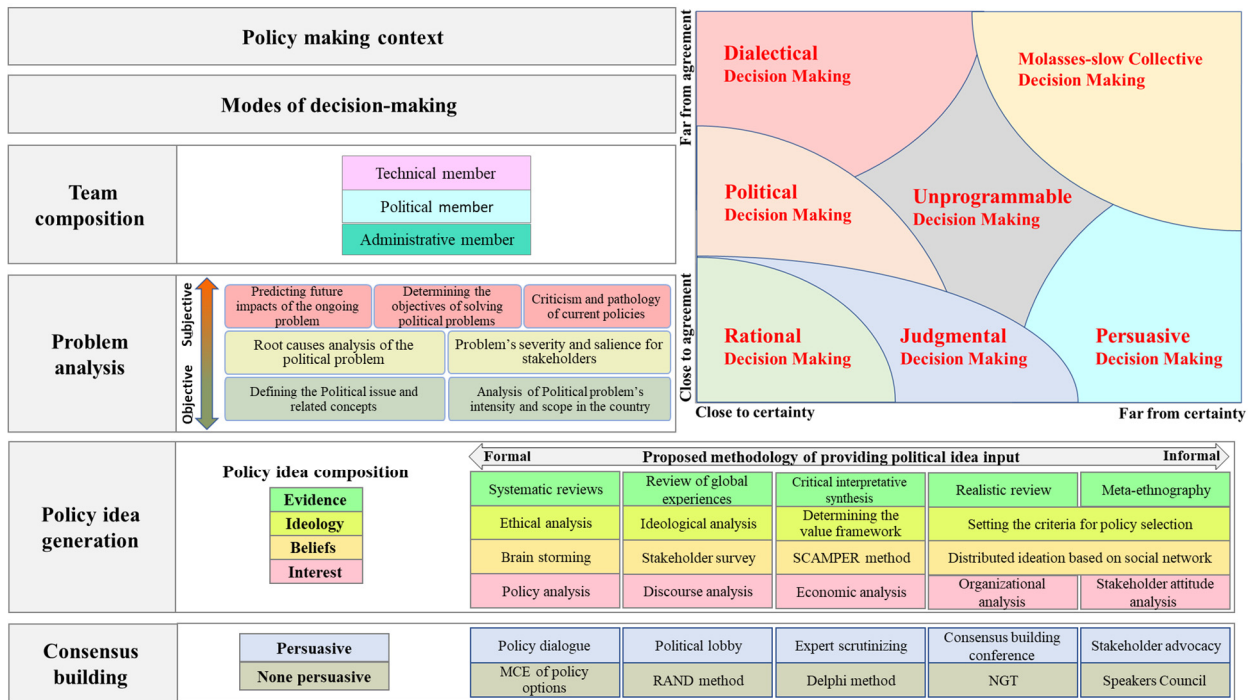 Policy making context
Modes of decision-making
Team
composition
Technical member
Political member
Administrative member
Problem
analysis
Subjective
Objective
Predicting future
impacts of the ongoing
problem
Determining the
objectives of solving
political problems
Criticism and pathology
of current policies
Root causes analysis of the
political problem
Problem's severity and salience for
stakeholders
Defining the Political issue and
related concepts
Analysis of Political problem's
intensity and scope in the country
Far from agreement
Close to agreement
Dialectical
Decision Making
Molasses-slow Collective
Decision Making
Political
Decision Making
Unprogrammable
Decision Making
Rational
Decision Making
Judgmental
Decision Making
Persuasive
Decision Making
Close to certainty
Far from certainty
Policy idea
generation
Policy idea composition
Evidence
Ideology
Beliefs
Interest
Formal
Proposed methodology of providing political idea input
Informal
Systematic reviews
Review of global
experiences
Critical interpretative
synthesis
Realistic review
Meta-ethnography
Ethical analysis
Ideological analysis
Determining the
value framework
Setting the criteria for policy selection
Brain storming
Stakeholder survey
SCAMPER method
Distributed ideation based on social network
Policy analysis
Discourse analysis
Economic analysis
Organizational
analysis
Stakeholder attitude
analysis
Consensus
building
Persuasive
None persuasive
Policy dialogue
Political lobby
Expert scrutinizing
Consensus building
conference
Stakeholder advocacy
MCE of policy
options
RAND method
Delphi method
NGT
Speakers Council